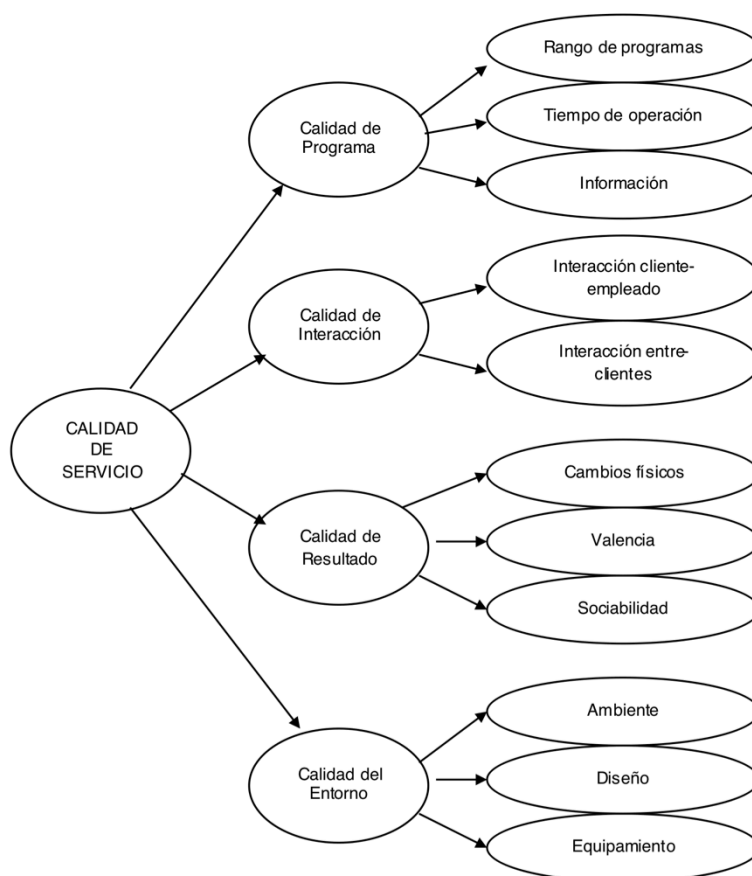 Rango de programas
Calidad de
Programa
Tiempo de operación
Información
Interacción cliente-
empleado
Calidad de
Interacción
Interacción entre-
clientes
CALIDAD
DE
SERVICIO
Cambios físicos
Calidad de
Resultado
Valencia
Sociabilidad
Ambiente
Calidad del
Entorno
Diseño
Equipamiento